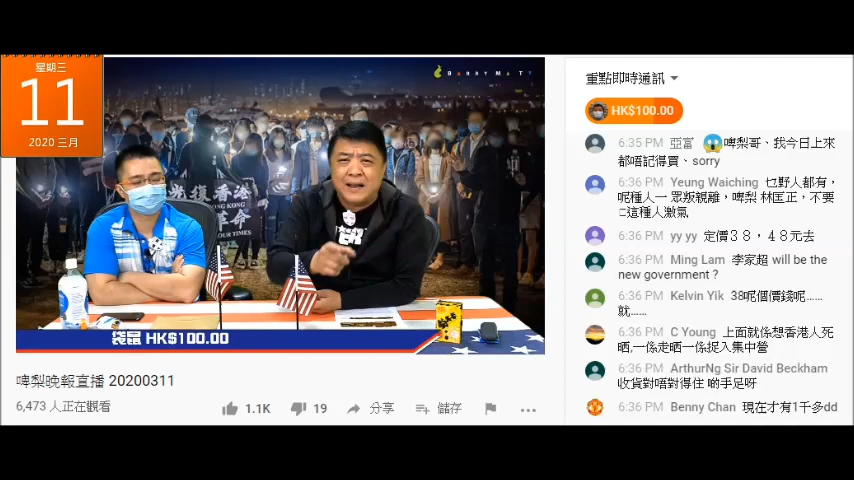 星期三
11
2020 三月
BARRY MA T?
光復香港
HONG KONG
革命
OUR TIMES
袋鼠 HK$100.00
啤梨晚報直播 20200311
6,473 人正在觀看
1.1K
19
分享
儲存
重點即時通訊
HK$100.00
6:35 PM 亞富 😱啤梨哥、我今日上來
都唔記得買、sorry
6:36 PM Yeung Waiching 乜野人都有，
呢種人一 眾叛親離，啤梨 林匡正，不要
匕這種人激氣
6:36 PM yy yy 定價３８，４８元去
6:36 PM Ming Lam 李家超 will be the
new government ?
6:36 PM Kelvin Yik 38呢個價錢呢......
就......
6:36 PM C Young 上面就係想香港人死
晒,一係走晒一係捉入集中營
6:36 PM ArthurNg Sir David Beckham
收貨對唔對得住 啲手足呀
6:36 PM Benny Chan 現在才有1千多dd